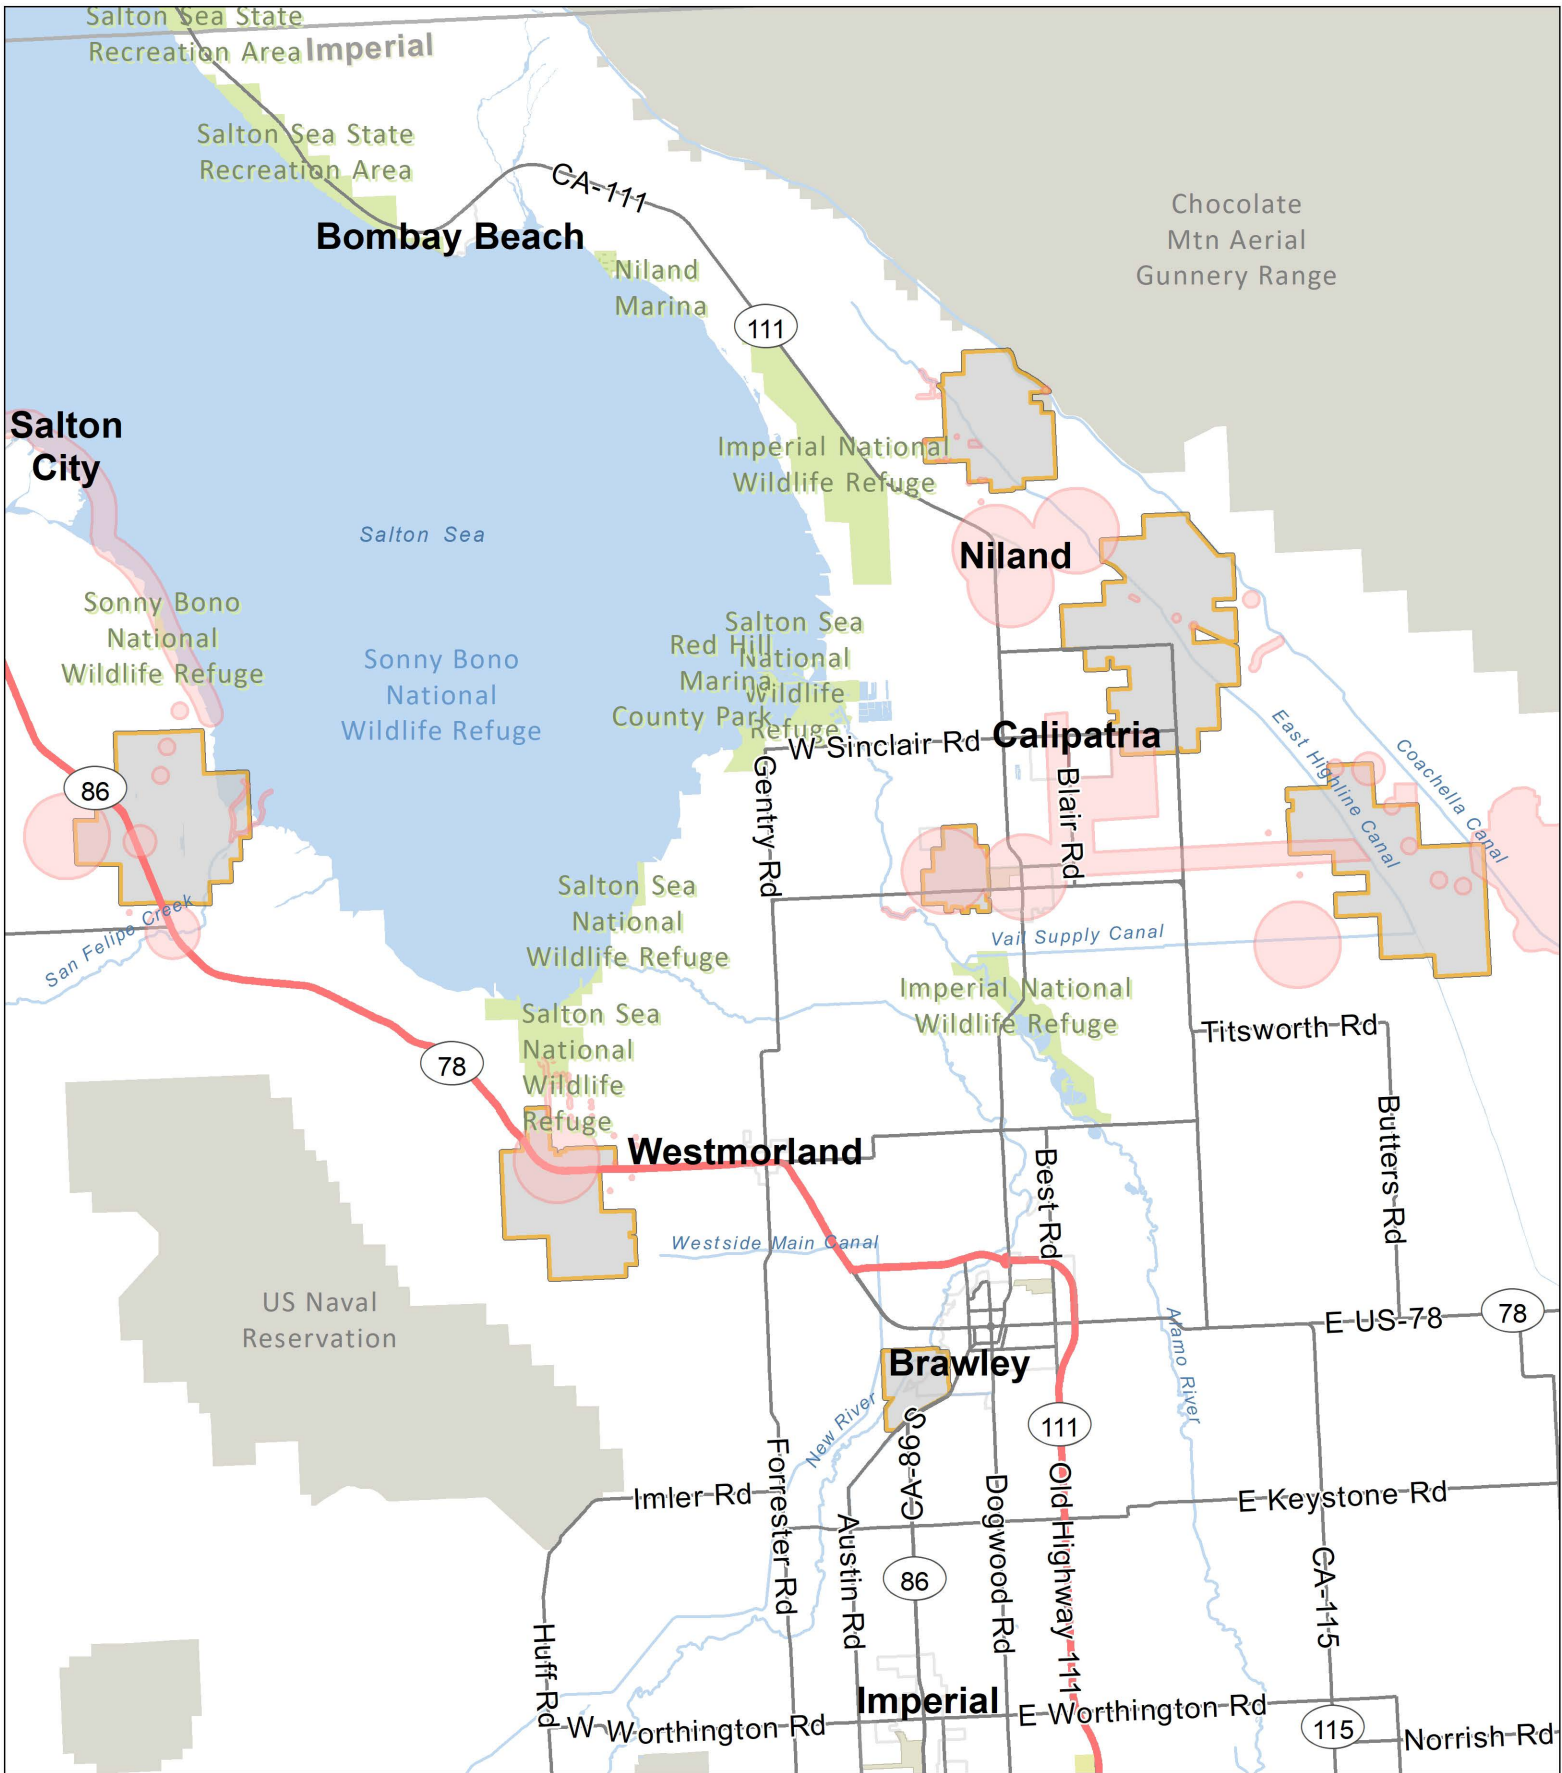 Salton Sea State
Recreation Area
Imperial
Salton Sea State
Recreation Area
CA-111
Bombay Beach
Chocolate
Mtn Aerial
Gunnery Range
Niland
Marina
111
Salton
City
Imperial National
Wildlife Refuge
Salton Sea
Niland
Sonny Bono
National
Wildlife Refuge
Sonny Bono
National
Wildlife Refuge
Salton Sea
National
Wildlife
Refuge
Red Hill
Marina
County Park
W Sinclair Rd
Calipatria
East Highline Canal
Coachella Canal
86
Gentry Rd
Blair Rd
Salton Sea
National
Wildlife Refuge
San Felipe Creek
Vail Supply Canal
Imperial National
Wildlife Refuge
Salton Sea
National
Wildlife
Refuge
Titsworth Rd
78
Butters Rd
Westmorland
Best Rd
Westside Main Canal
US Naval
Reservation
Alamo River
E US-78
78
Brawley
New River
111
CA-86 S
Imler Rd
Forrester Rd
Austin Rd
Dogwood Rd
Old Highway 111
E Keystone Rd
CA-115
86
Huff Rd
Imperial
W Worthington Rd
E Worthington Rd
115
Norrish Rd